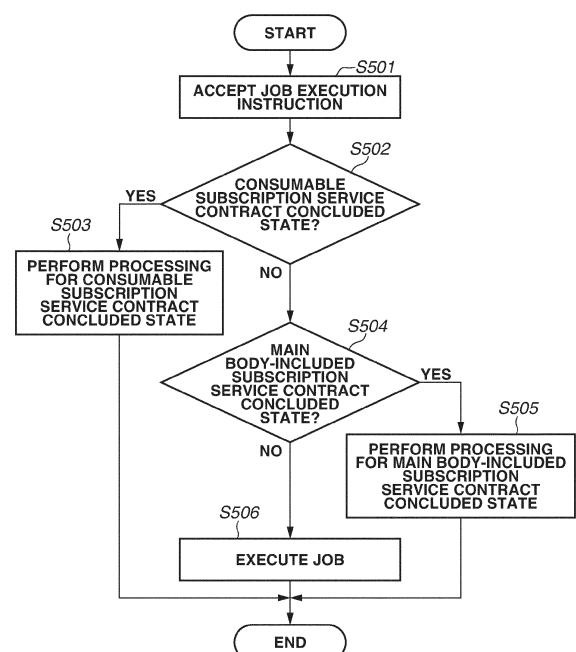 START
S501
ACCEPT JOB EXECUTION
INSTRUCTION
S502
CONSUMABLE
SUBSCRIPTION SERVICE
CONTRACT CONCLUDED
STATE?
YES
S503
PERFORM PROCESSING
FOR CONSUMABLE
SUBSCRIPTION
SERVICE CONTRACT
CONCLUDED STATE
NO
S504
MAIN
BODY-INCLUDED
SUBSCRIPTION
SERVICE CONTRACT
CONCLUDED
STATE?
YES
S505
PERFORM PROCESSING
FOR MAIN BODY-INCLUDED
SUBSCRIPTION
SERVICE CONTRACT
CONCLUDED STATE
NO
S506
EXECUTE JOB
END